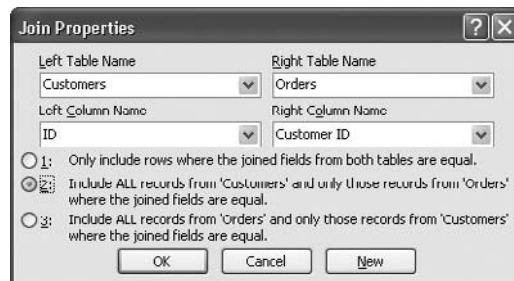 Join Properties
Left Table Name
Right Table Name
Customers
Orders
Left Column Name
Right Column Name
ID
Customer ID
1: Only include rows where the joined fields from both tables are equal.
2: Include ALL records from 'Customers' and only those records from 'Orders'
where the joined fields are equal.
3: Include ALL records from 'Orders' and only those records from 'Customers'
where the joined fields are equal.
OK
Cancel
New